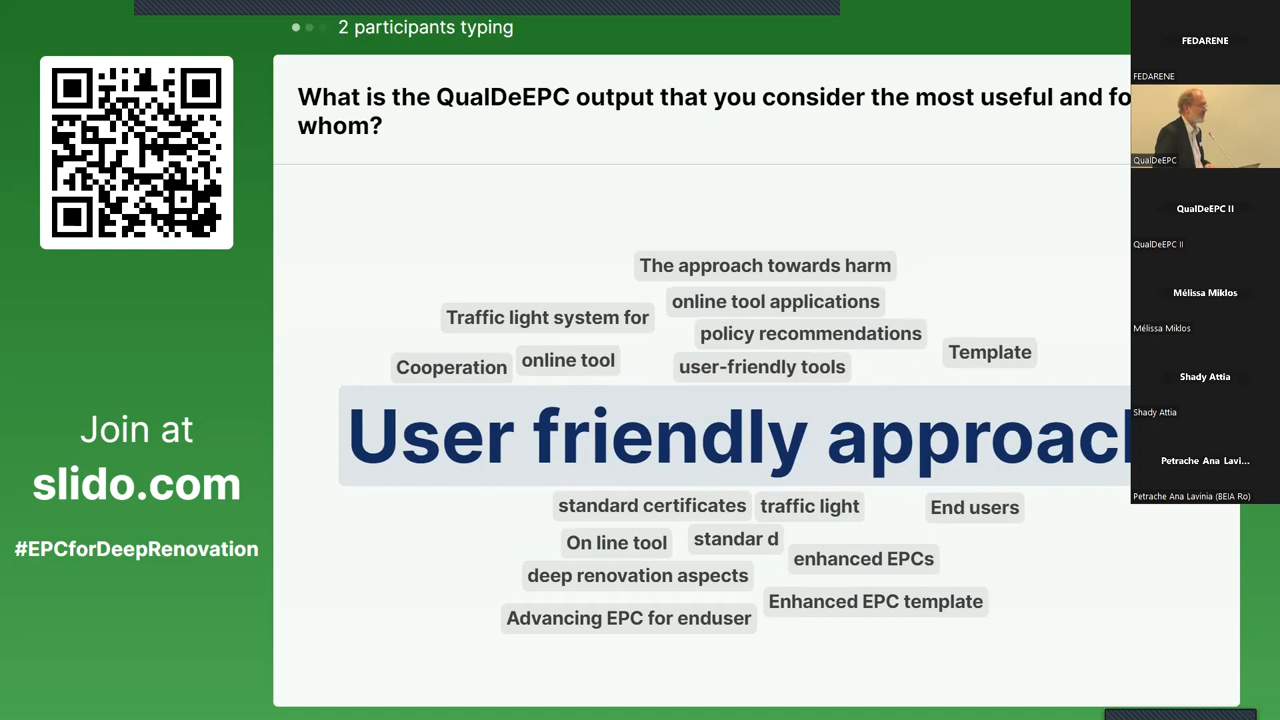 2 participants typing
What is the QualDeEPC output that you consider the most useful and fo
whom?
The approach towards harm
online tool applications
Traffic light system for
policy recommendations
Template
online tool
Cooperation
user-friendly tools
User friendly approach
standard certificates
traffic light
End users
On line tool
standar d
enhanced EPCs
deep renovation aspects
Enhanced EPC template
Advancing EPC for enduser
Join at
slido.com
#EPCforDeepRenovation
FEDARENE
FEDARENE
QualDeEPC
QualDeEPC II
QualDeEPC II
Mélissa Miklos
Mélissa Miklos
Shady Attia
Shady Attia
Petrache Ana Lavi...
Petrache Ana Lavinia (BEIA Ro)